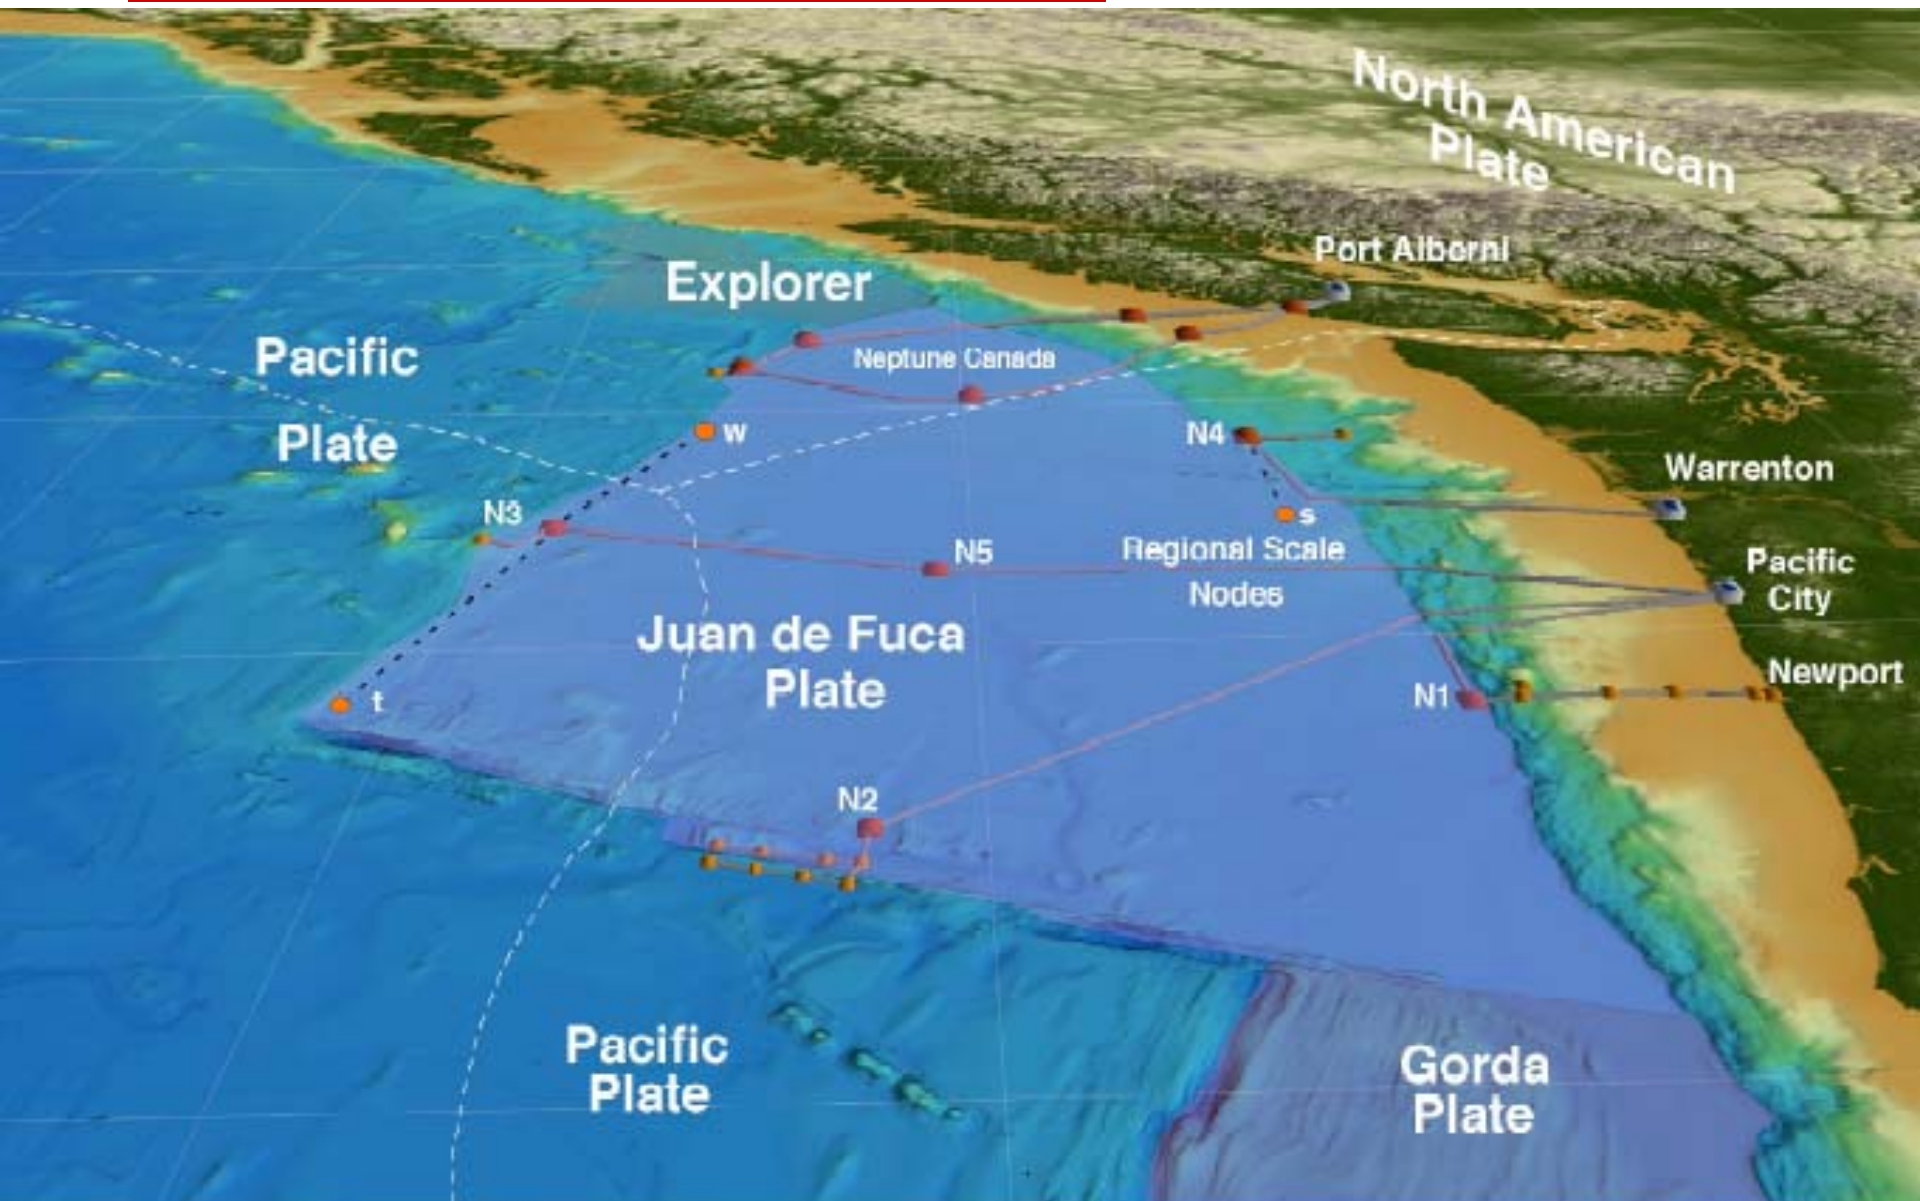 North American
Plate
Port Alberni
Explorer
Pacific
Plate
Neptune Canada
w
N4
Warrenton
N3
s
N5
Regional Scale
Nodes
Pacific
City
Juan de Fuca
Plate
Newport
N1
t
N2
Pacific
Plate
Gorda
Plate